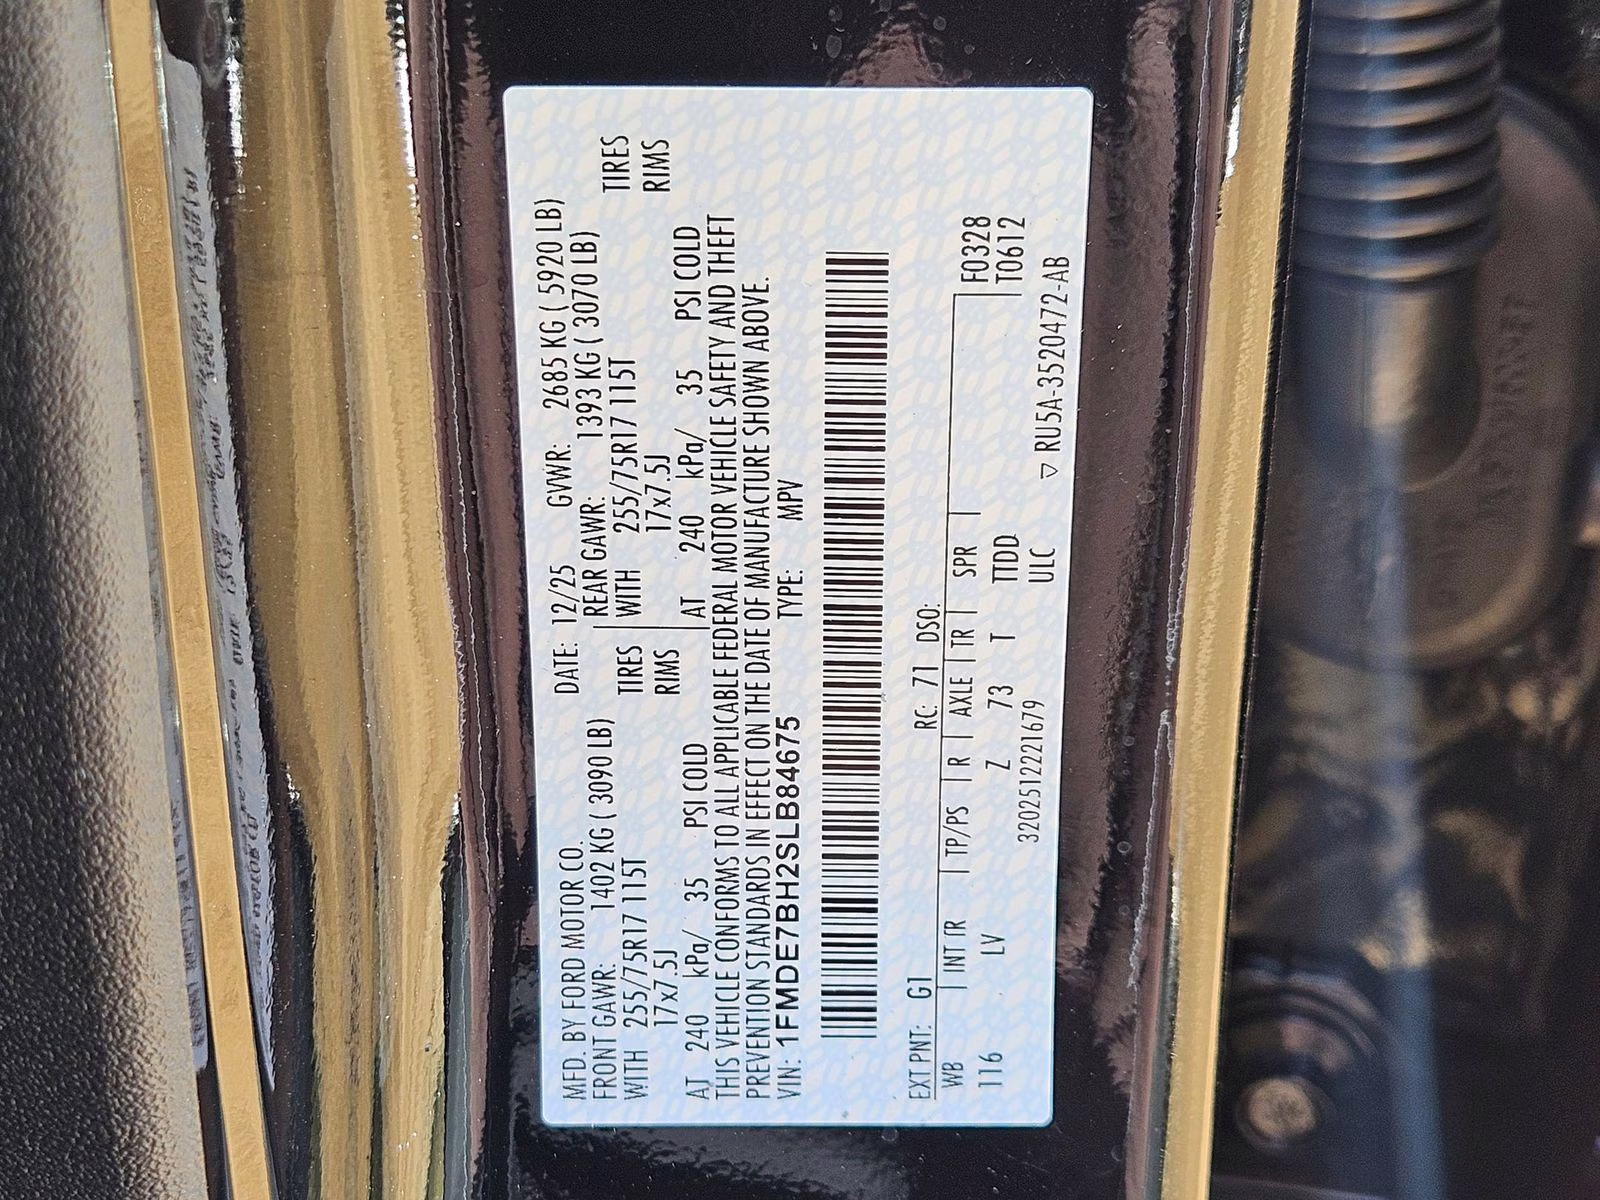 MFD. BY FORD MOTOR CO. DATE: 12/25 GVWR: 2685 KG ( 5920 LB)
FRONT GAWR: 1402 KG ( 3090 LB) REAR GAWR: 1393 KG ( 3070 LB)
WITH 255/75R17 115T TIRES WITH 255/75R17 115T TIRES
17x7.5J RIMS 17x7.5J RIMS
AT 240 kPa/ 35 PSI COLD AT 240 kPa/ 35 PSI COLD
THIS VEHICLE CONFORMS TO ALL APPLICABLE FEDERAL MOTOR VEHICLE SAFETY AND THEFT
PREVENTION STANDARDS IN EFFECT ON THE DATE OF MANUFACTURE SHOWN ABOVE.
VIN: 1FMDE7BH2SLB84675 TYPE: MPV
EXT PNT: G1 RC: 71 DSO:
WB INT TR TP/PS R AXLE TR SPR F0328
116 LV Z 73 T TTDD T0612
320251221679 ULC
▽ RU5A-3520472-AB